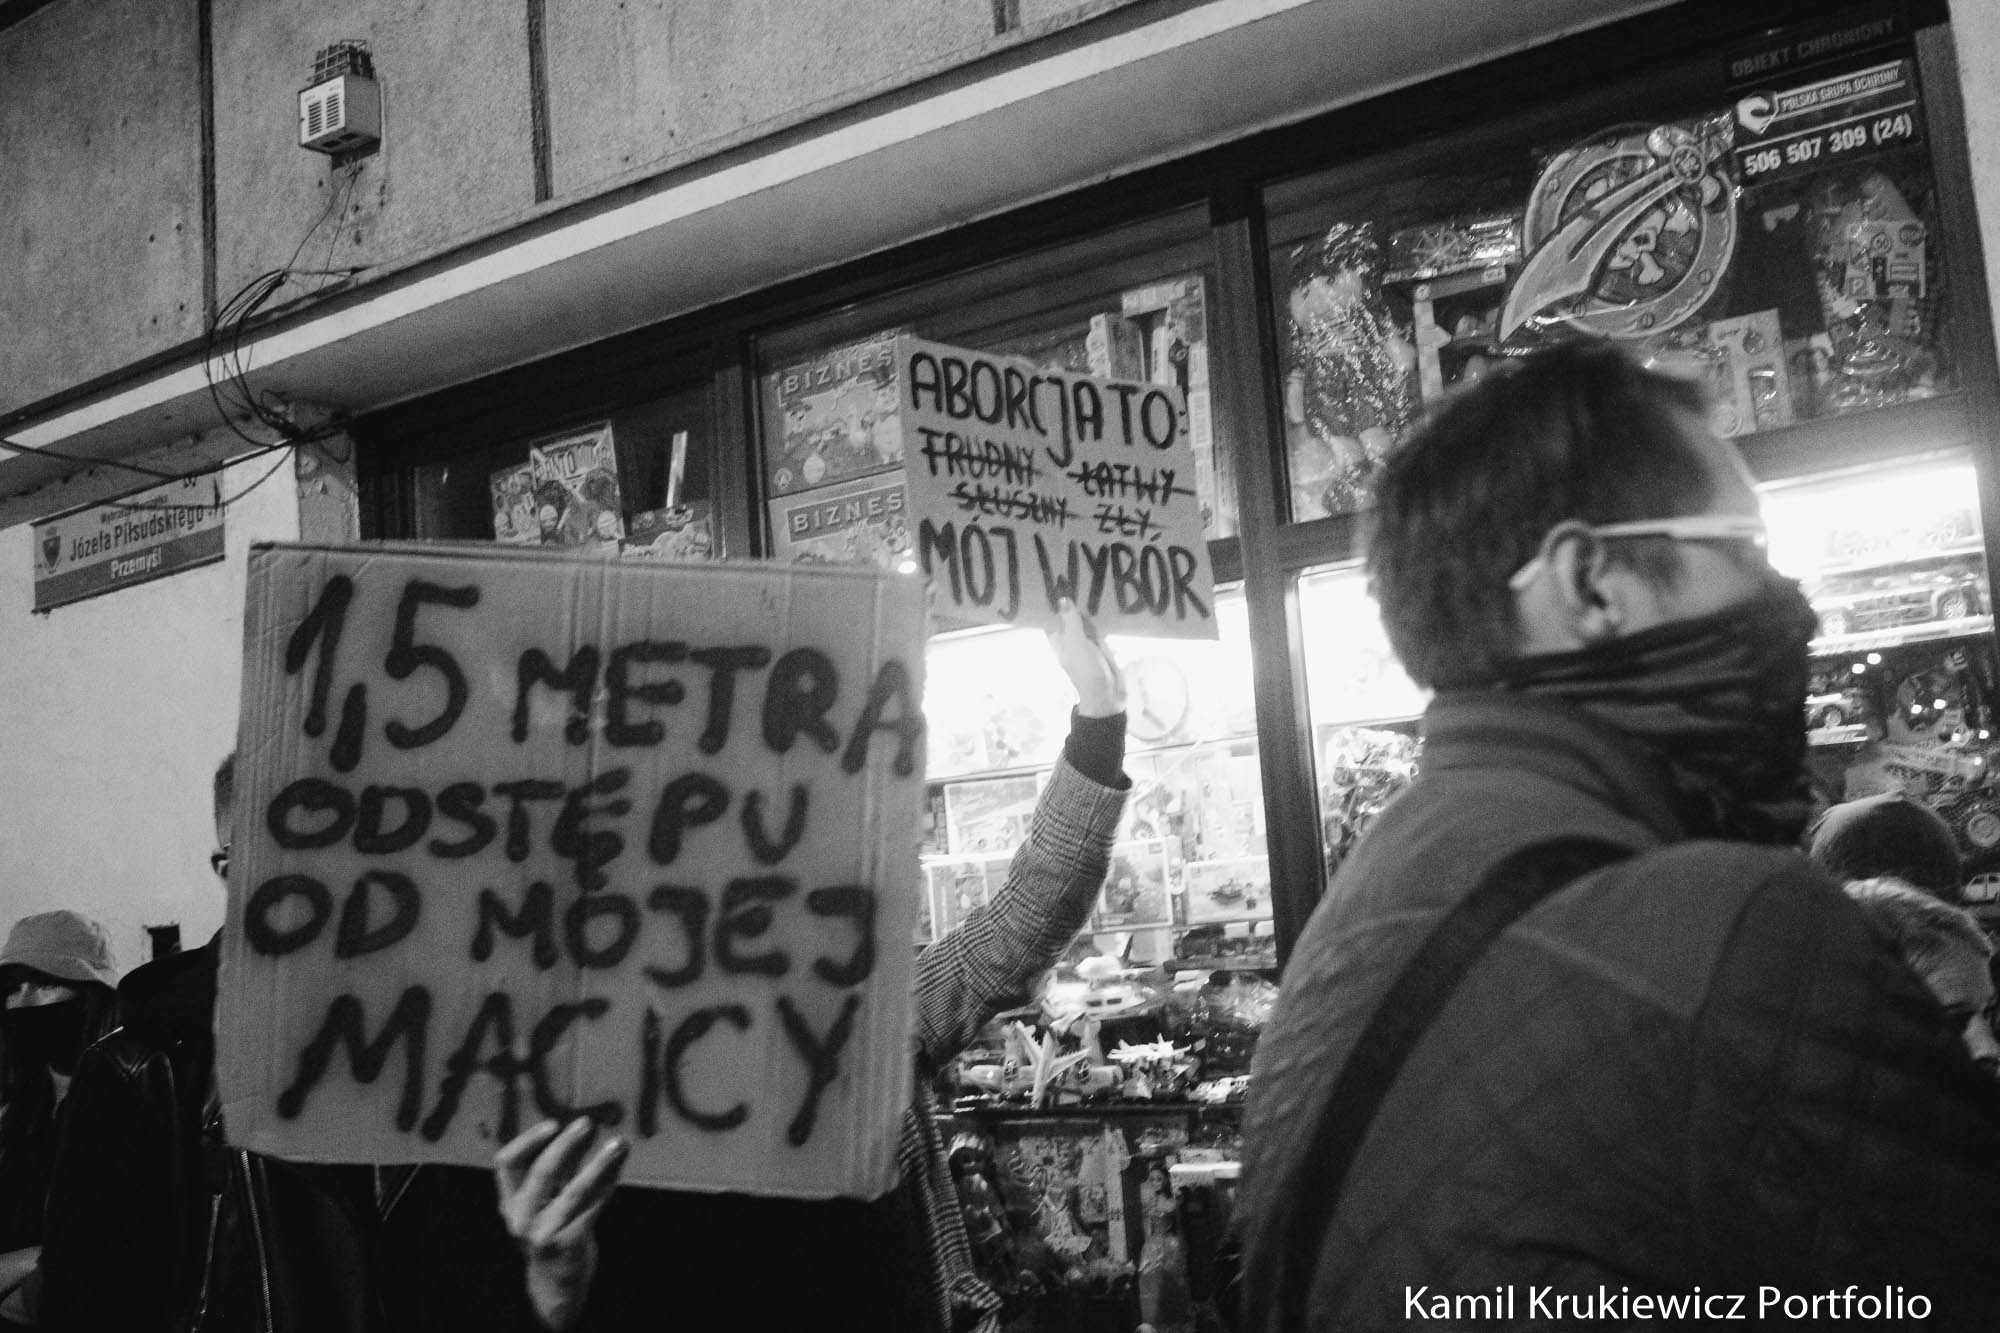 OBIEKT CHRONIONY
POLSKA GRUPA OCHRONY
506 507 309 (24)
BIZNES
BIZNES
ABORCJA TO:
TRUDNY ŁATWY
SŁUSZNY ZŁY
MÓJ WYBÓR
Józefa Piłsudskiego
Przemyśl
1,5 METRA
ODSTĘPU
OD MOJEJ
MACICY
Kamil Krukiewicz Portfolio